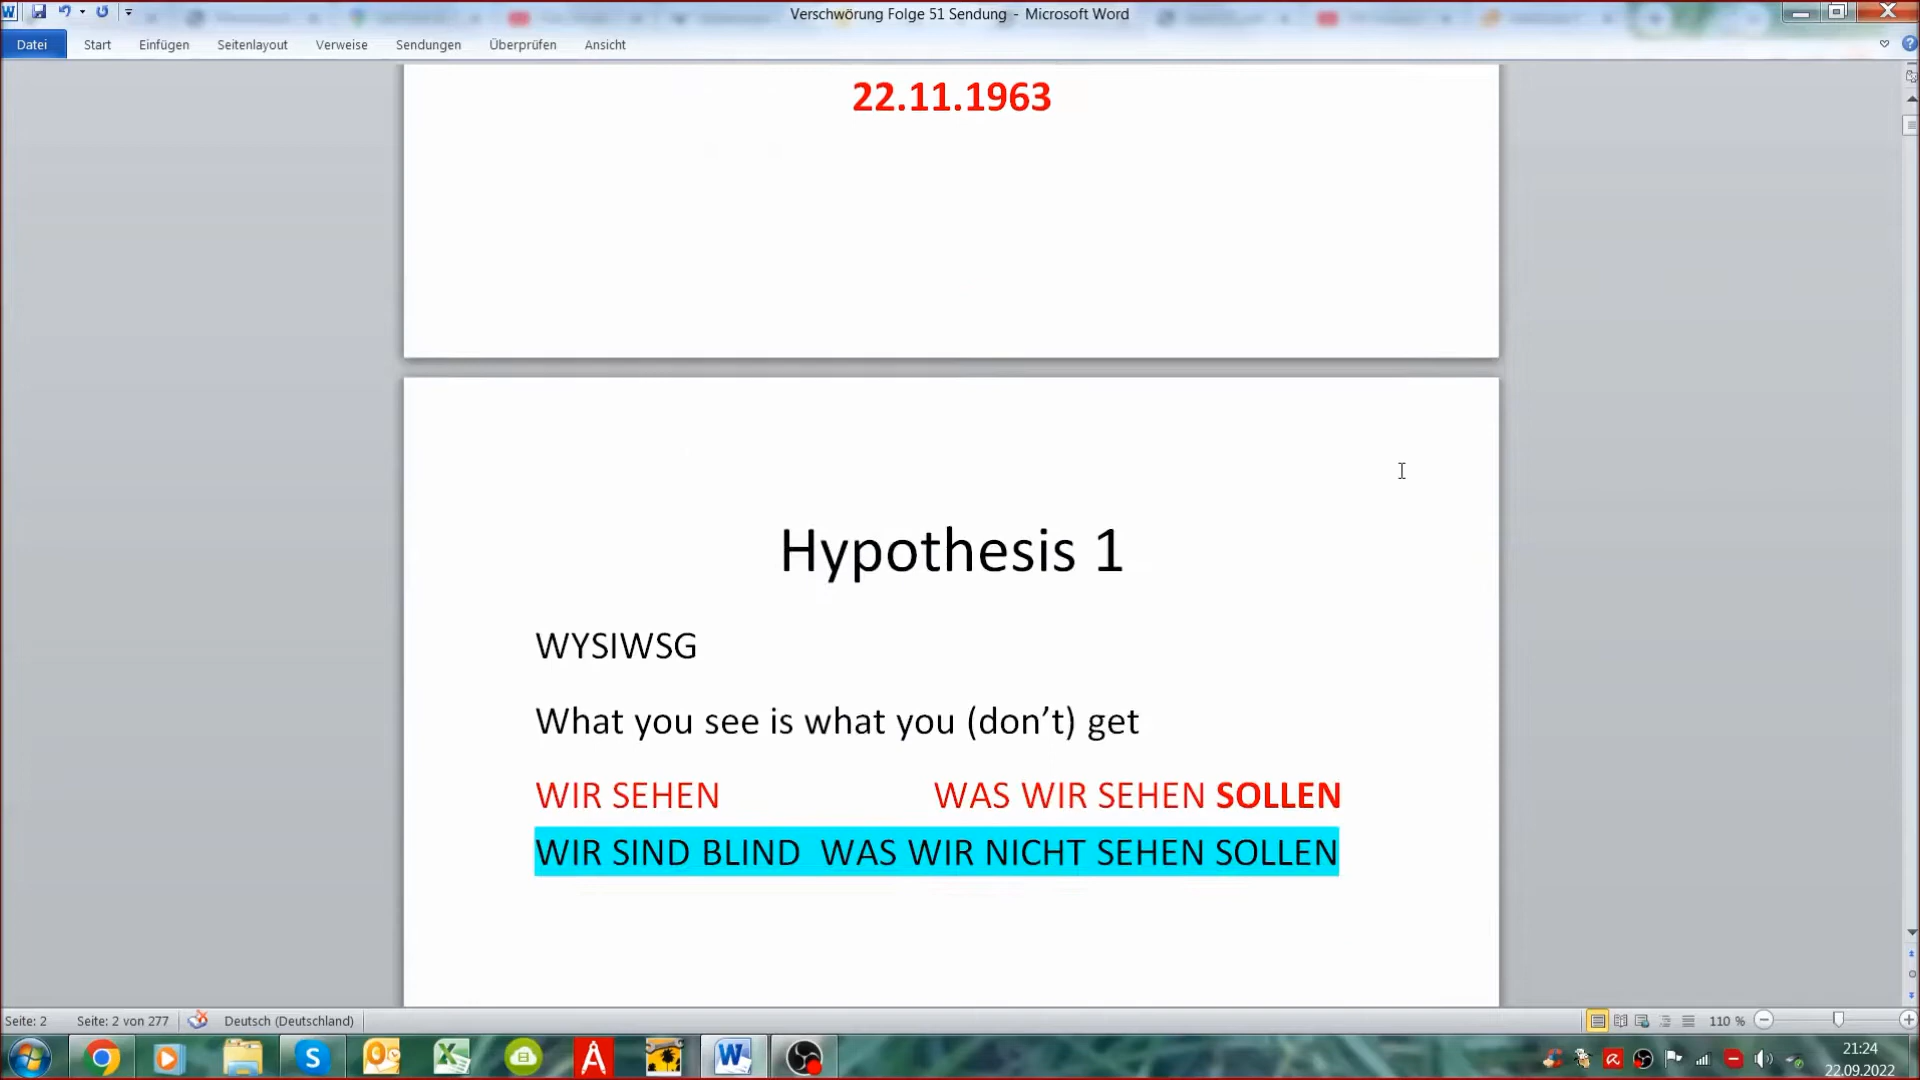 Verschwörung Folge 51 Sendung - Microsoft Word
Datei Start Einfügen Seitenlayout Verweise Sendungen Überprüfen Ansicht
22.11.1963
Hypothesis 1
WYSIWSG
What you see is what you (don’t) get
WIR SEHEN WAS WIR SEHEN SOLLEN
WIR SIND BLIND WAS WIR NICHT SEHEN SOLLEN
Seite: 2 Seite: 2 von 277 Deutsch (Deutschland) 110 %
21:24
22.09.2022